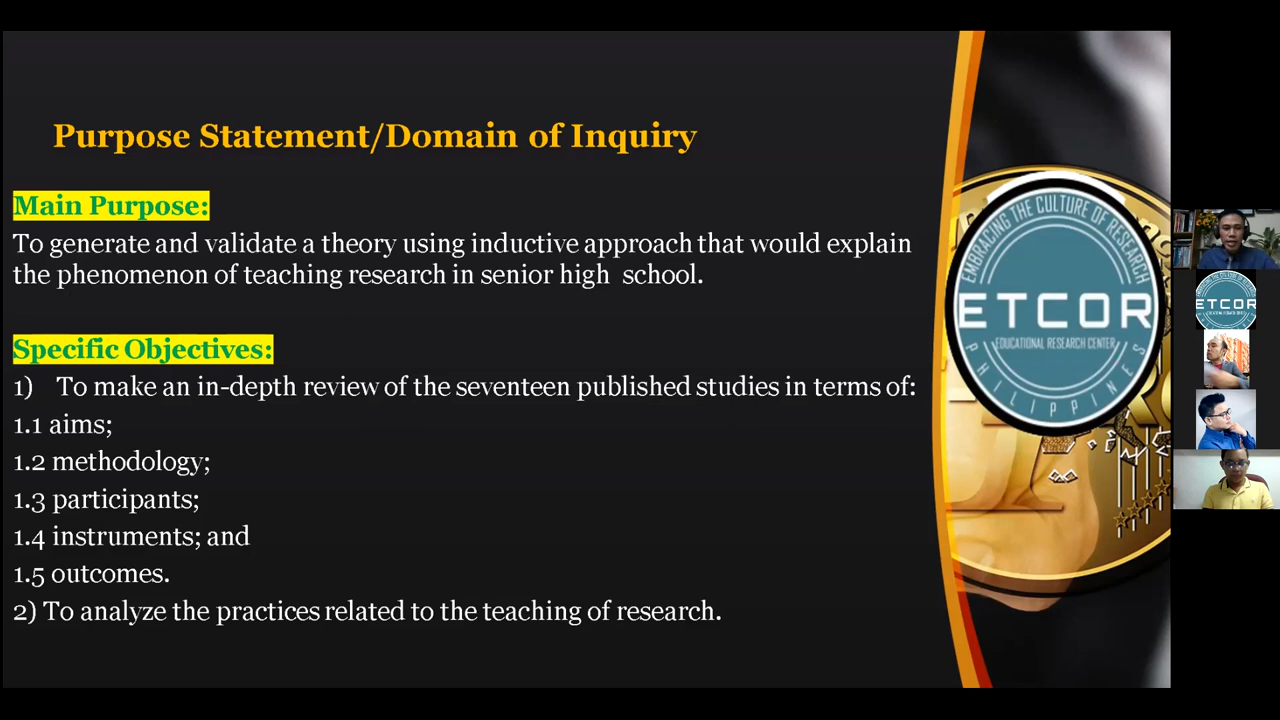 Purpose Statement/Domain of Inquiry
Main Purpose:
To generate and validate a theory using inductive approach that would explain
the phenomenon of teaching research in senior high school.
Specific Objectives:
1) To make an in-depth review of the seventeen published studies in terms of:
1.1 aims;
1.2 methodology;
1.3 participants;
1.4 instruments; and
1.5 outcomes.
2) To analyze the practices related to the teaching of research.
EMBRACING THE CULTURE OF RESEARCH
ETCOR
EDUCATIONAL RESEARCH CENTER
PHILIPPINES
ETCOR